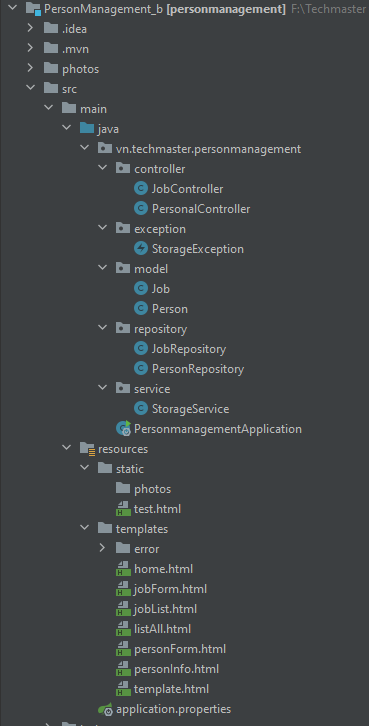 PersonManagement_b [personmanagement] F:\Techmaster
.idea
.mvn
photos
src
main
java
vn.techmaster.personmanagement
controller
JobController
PersonalController
exception
StorageException
model
Job
Person
repository
JobRepository
PersonRepository
service
StorageService
PersonmanagementApplication
resources
static
photos
test.html
templates
error
home.html
jobForm.html
jobList.html
listAll.html
personForm.html
personInfo.html
template.html
application.properties